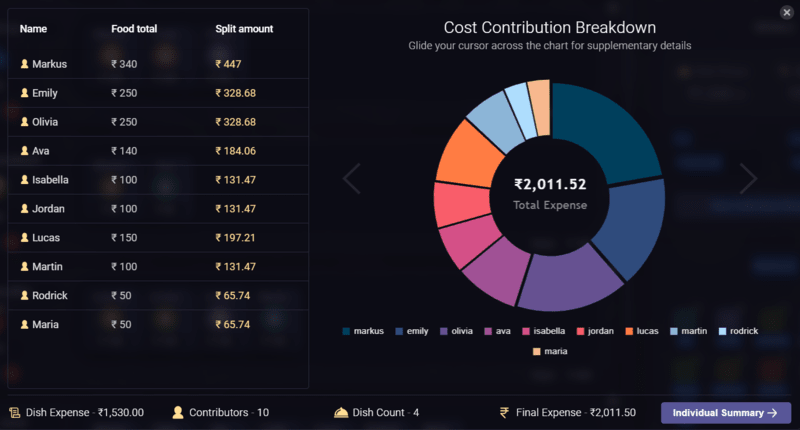 Name Food total Split amount
Markus ₹ 340 ₹ 447
Emily ₹ 250 ₹ 328.68
Olivia ₹ 250 ₹ 328.68
Ava ₹ 140 ₹ 184.06
Isabella ₹ 100 ₹ 131.47
Jordan ₹ 100 ₹ 131.47
Lucas ₹ 150 ₹ 197.21
Martin ₹ 100 ₹ 131.47
Rodrick ₹ 50 ₹ 65.74
Maria ₹ 50 ₹ 65.74
Cost Contribution Breakdown
Glide your cursor across the chart for supplementary details
₹2,011.52
Total Expense
markus emily olivia ava isabella jordan lucas martin rodrick
maria
Dish Expense - ₹1,530.00 Contributors - 10 Dish Count - 4 Final Expense - ₹2,011.50 Individual Summary →